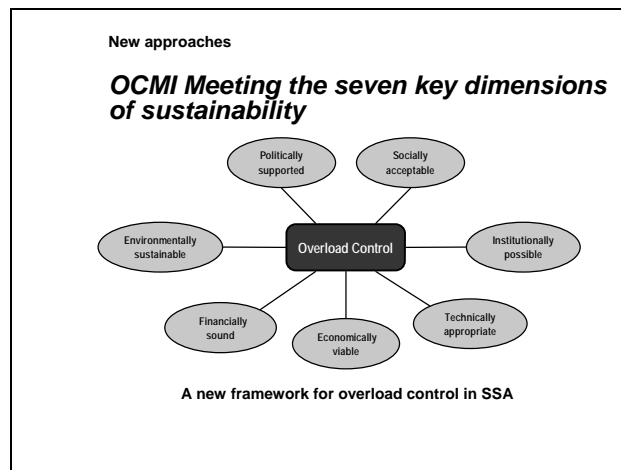 New approaches
OCMI Meeting the seven key dimensions
of sustainability
Politically
supported
Socially
acceptable
Environmentally
sustainable
Overload Control
Institutionally
possible
Financially
sound
Economically
viable
Technically
appropriate
A new framework for overload control in SSA